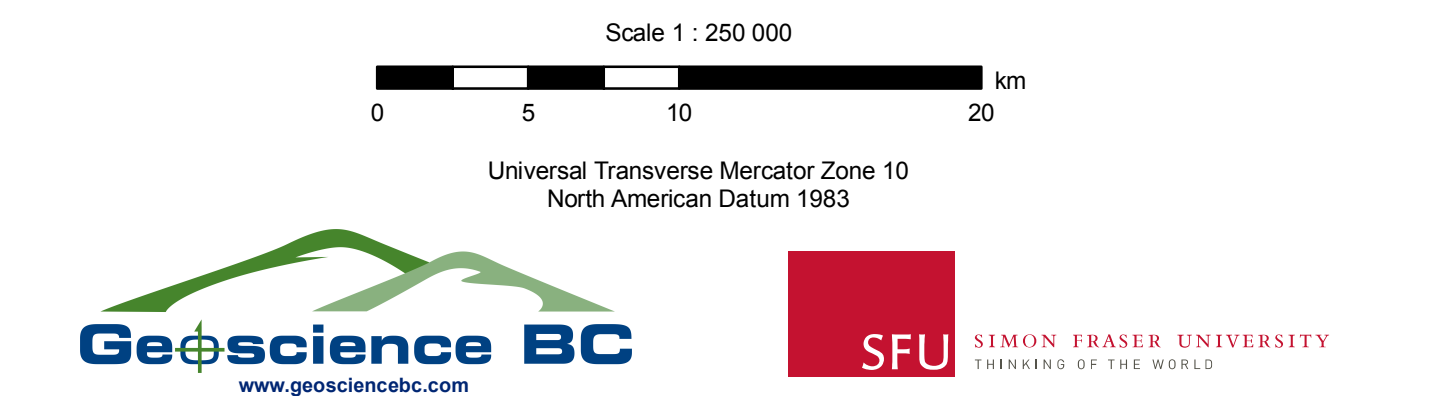 Scale 1 : 250 000
km
0 5 10 20
Universal Transverse Mercator Zone 10
North American Datum 1983
Geoscience BC
www.geosciencebc.com
SFU
SIMON FRASER UNIVERSITY
THINKING OF THE WORLD